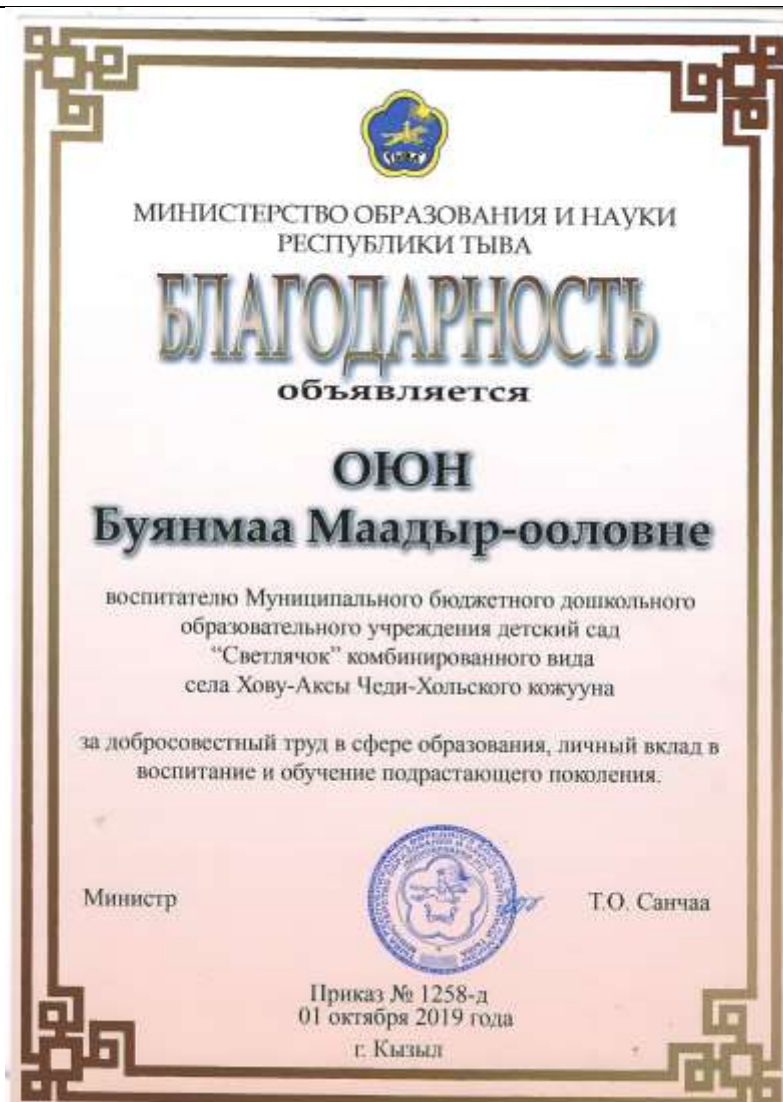 МИНИСТЕРСТВО ОБРАЗОВАНИЯ И НАУКИ
РЕСПУБЛИКИ ТЫВА
БЛАГОДАРНОСТЬ
объявляется
ОЮН
Буянмаа Маадыр-ооловне
воспитателю Муниципального бюджетного дошкольного
образовательного учреждения детский сад
“Светлячок” комбинированного вида
села Хову-Аксы Чеди-Хольского кожууна
за добросовестный труд в сфере образования, личный вклад в
воспитание и обучение подрастающего поколения.
Министр
Т.О. Санчаа
Приказ № 1258-д
01 октября 2019 года
г. Кызыл